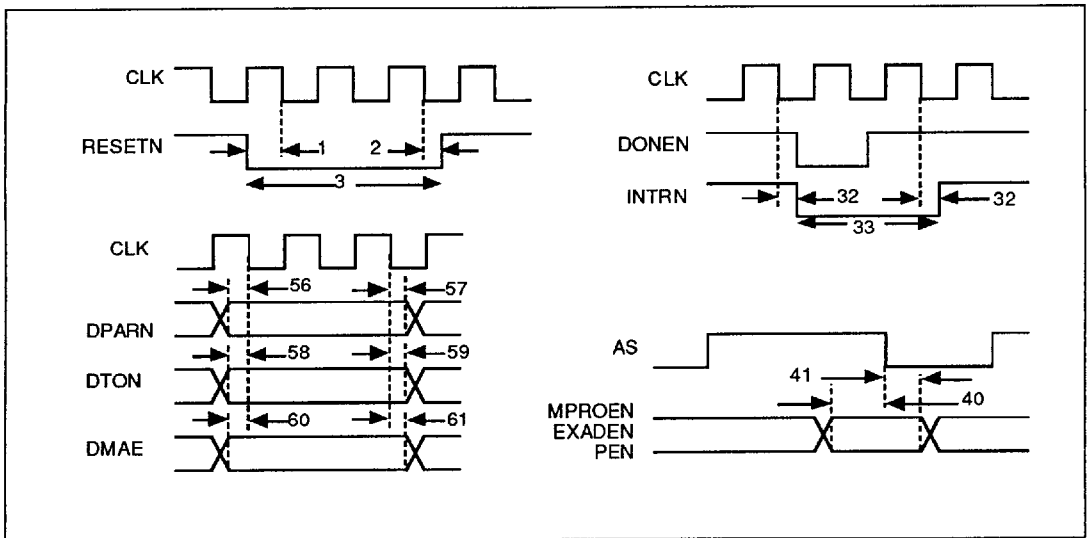 CLK
RESETN
1
2
3
CLK
DONEN
INTRN
32
32
33
CLK
56
57
DPARN
58
59
DTON
60
61
DMAE
AS
41
40
MPROEN
EXADEN
PEN